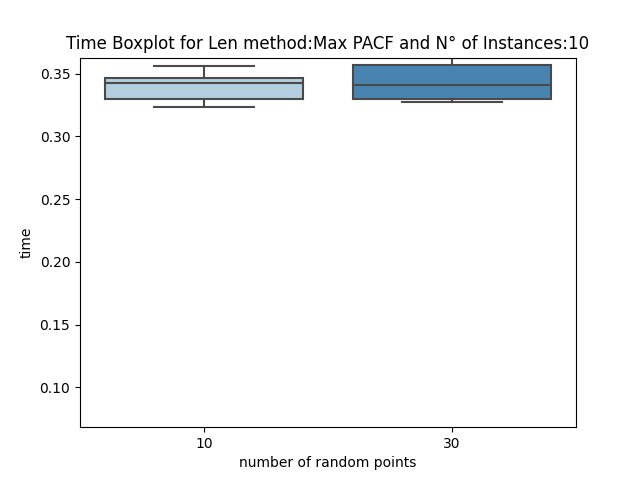 Time Boxplot for Len method:Max PACF and N° of Instances:10
0.35
0.30
0.25
0.20
0.15
0.10
time
10
30
number of random points